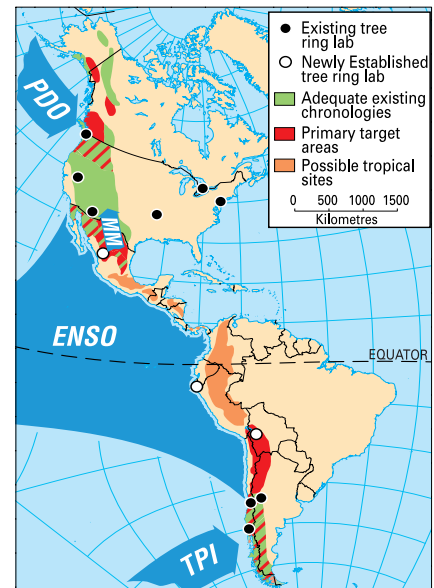 Existing tree
ring lab
Newly Established
tree ring lab
Adequate existing
chronologies
Primary target
areas
Possible tropical
sites
0 500 1000 1500
Kilometres
PDO
MM
ENSO
EQUATOR
TPI